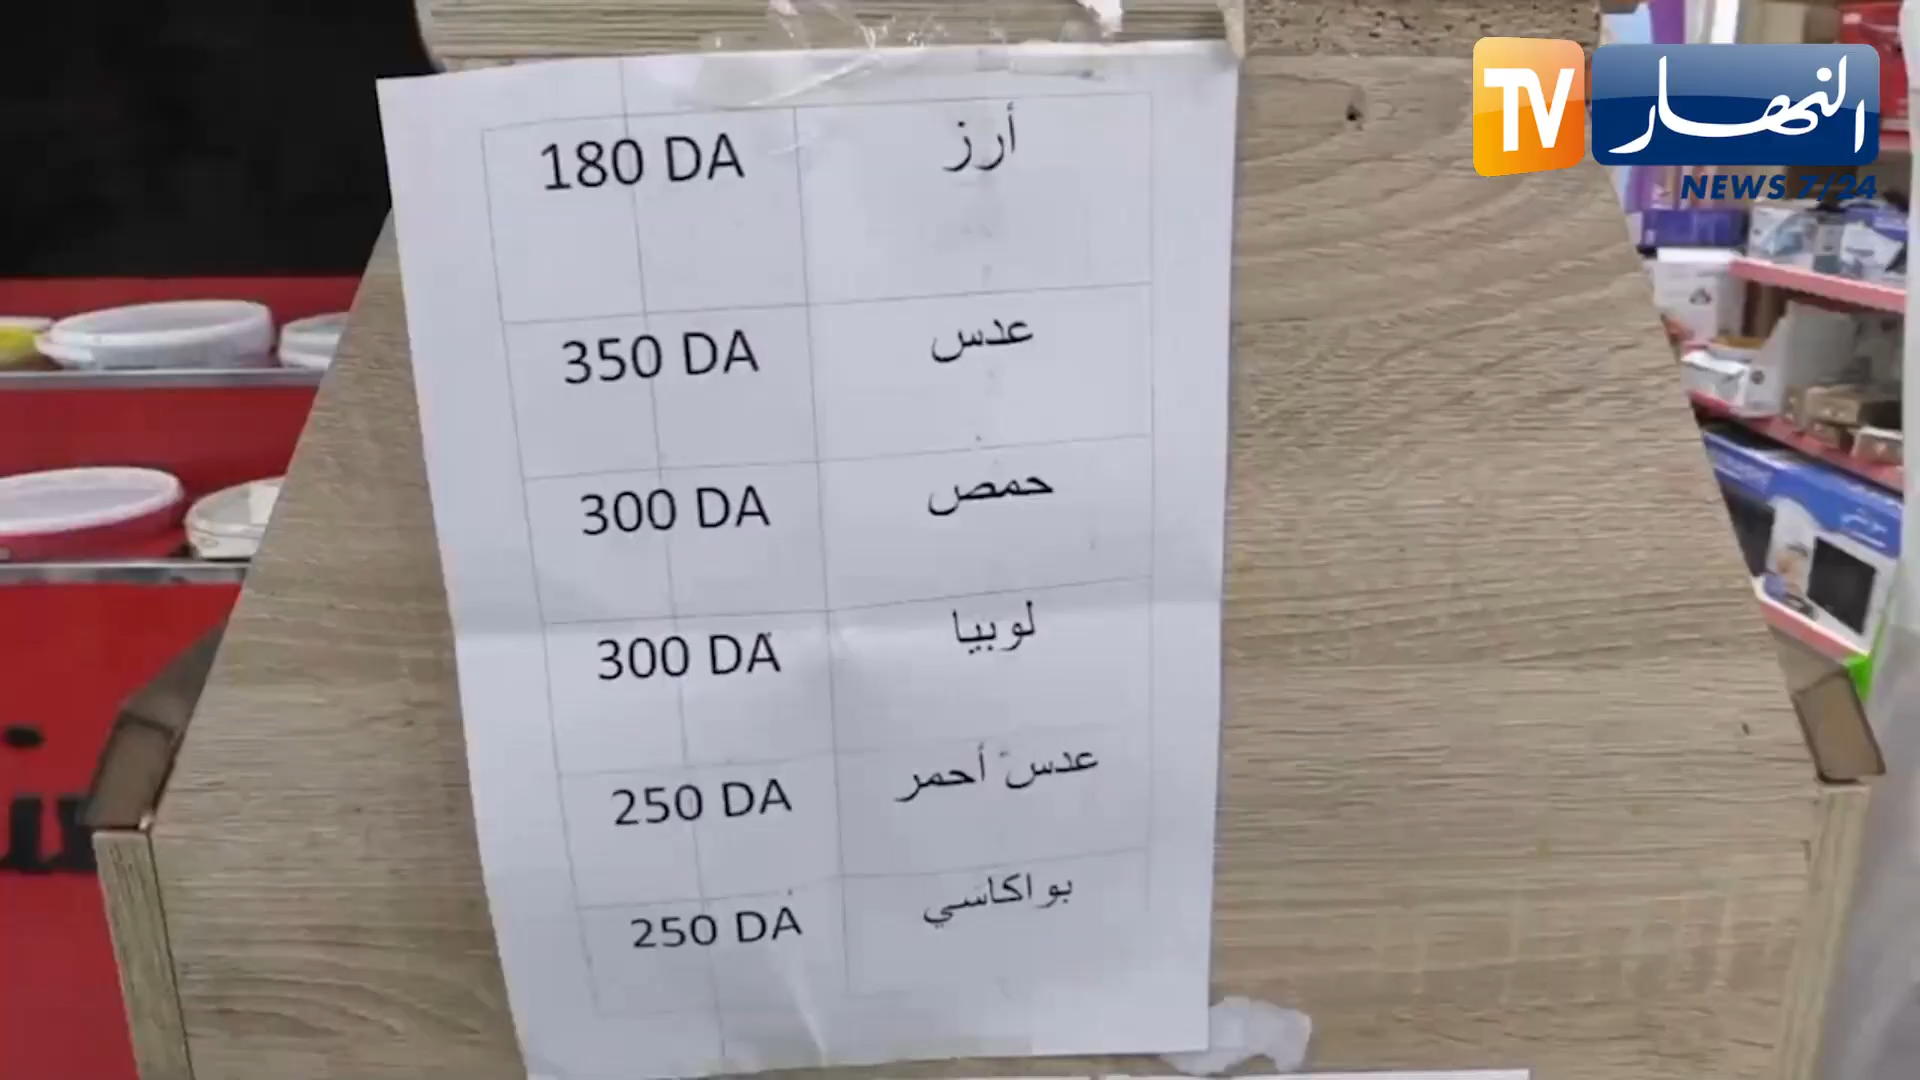 TV النهار
NEWS 7/24
أرز 180 DA
عدس 350 DA
حمص 300 DA
لوبيا 300 DA
عدس أحمر 250 DA
بواكاسي 250 DA